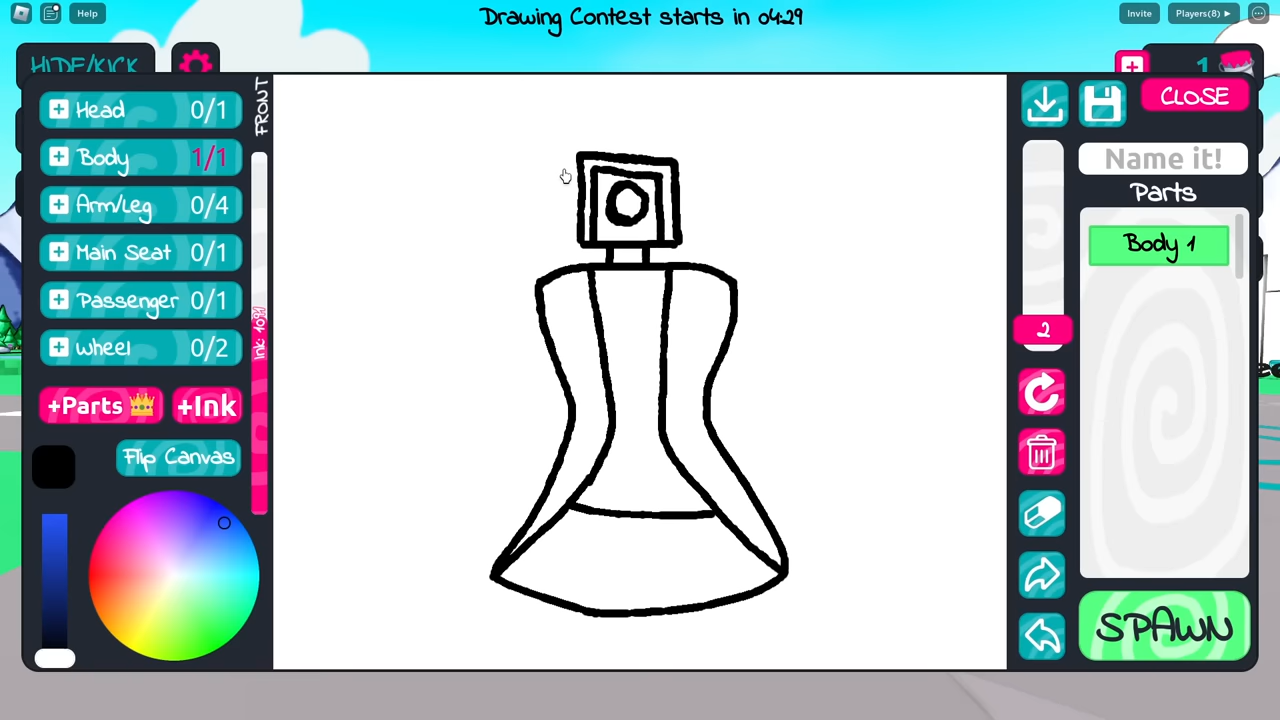 Help
Drawing Contest starts in 04:29
Invite
Players(8)
HIDE/KICK
1
FRONT
CLOSE
Head 0/1
Name it!
Body 1/1
Parts
Arm/Leg 0/4
Body 1
Main Seat 0/1
Passenger 0/1
Wheel 0/2
2
+Parts
+Ink
Flip Canvas
SPAWN